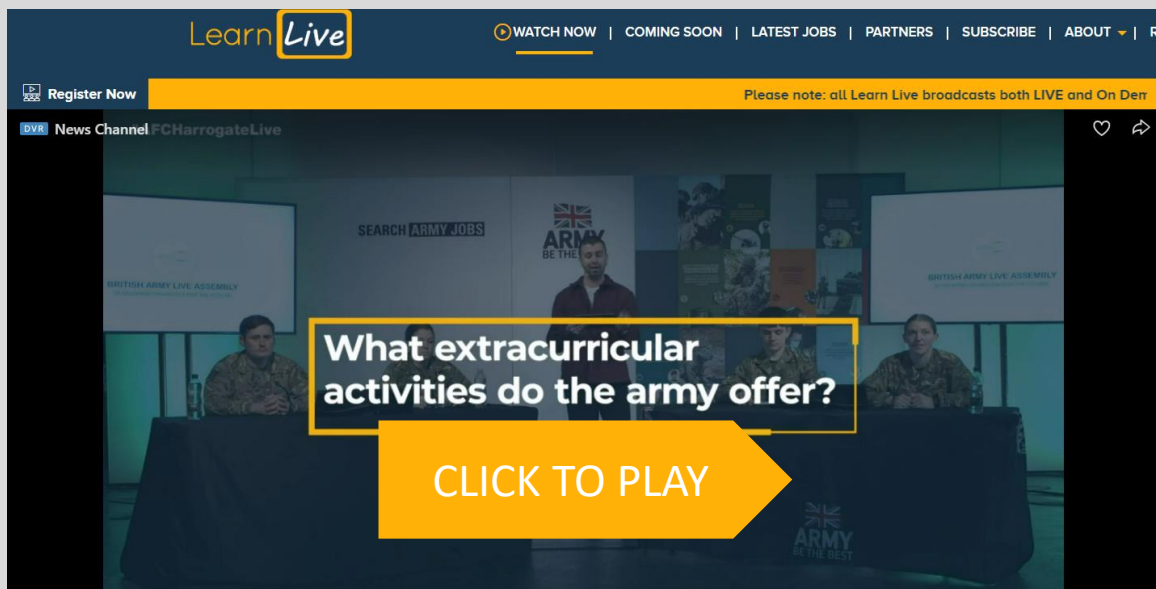 Learn Live
WATCH NOW | COMING SOON | LATEST JOBS | PARTNERS | SUBSCRIBE | ABOUT | R
Register Now
Please note: all Learn Live broadcasts both LIVE and On Dem
DVR News Channel FCHarrogateLive
SEARCH ARMY JOBS
ARMY
BE THE
BRITISH ARMY LIVE ASSEMBLY
BRITISH ARMY LIVE ASSEMBLY
What extracurricular
activities do the army offer?
CLICK TO PLAY
ARMY
BE THE BEST